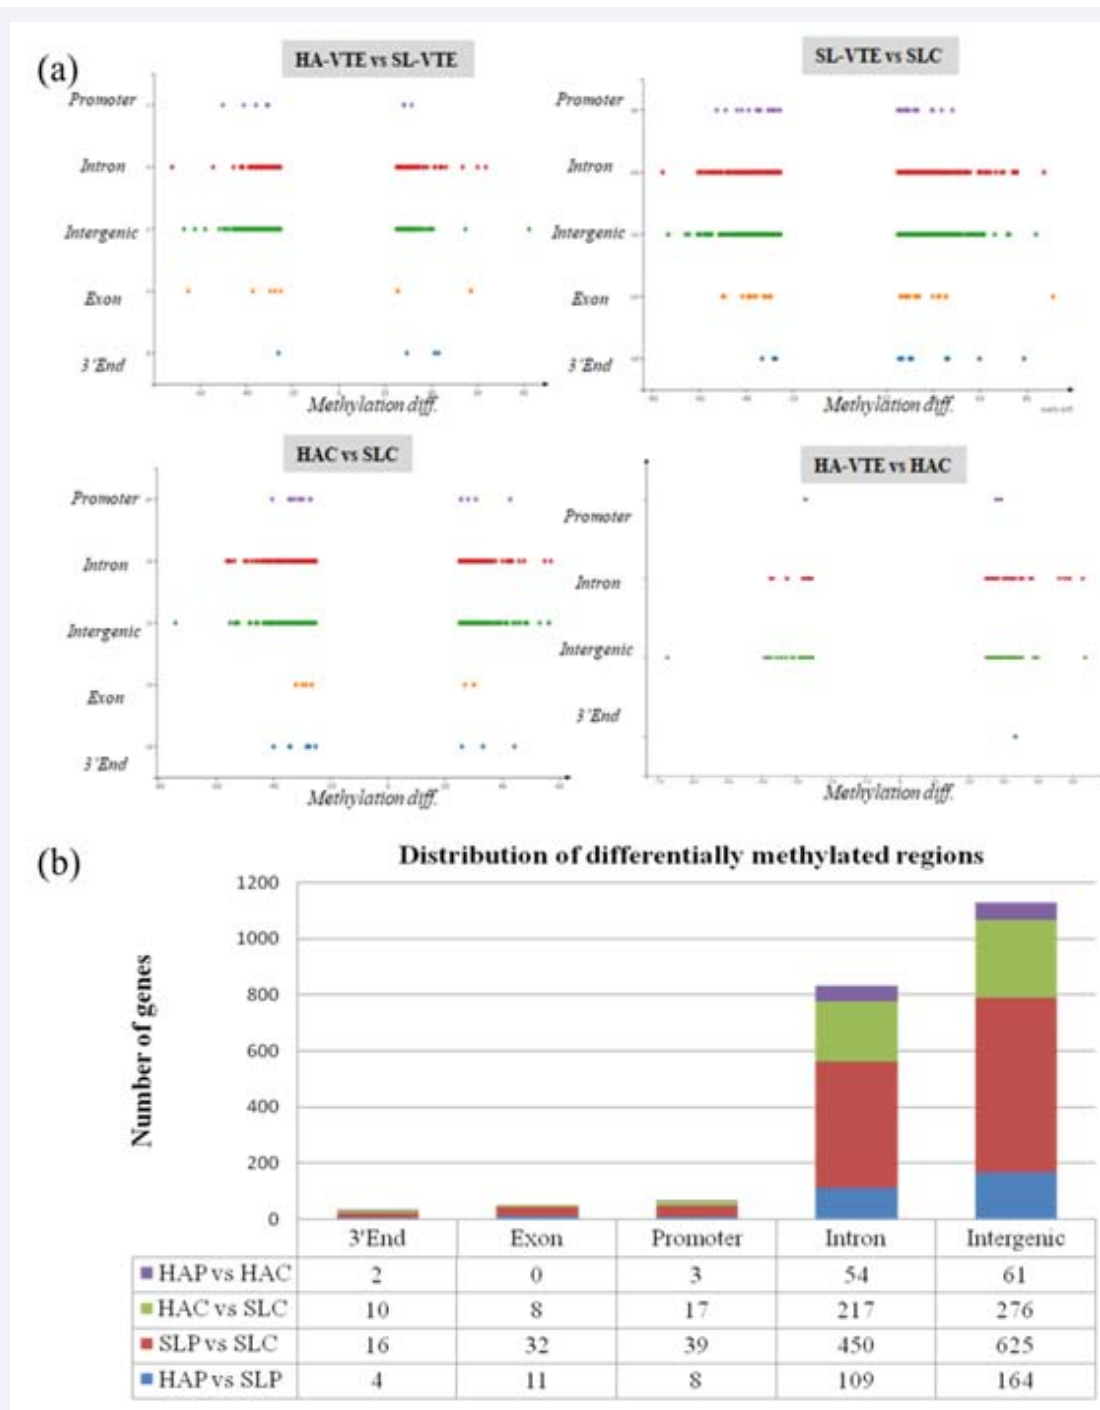 (a)
HA-VTE vs SL-VTE
Promoter
Intron
Intergenic
Exon
3'End
Methylation diff.
SL-VTE vs SLC
Promoter
Intron
Intergenic
Exon
3'End
Methylation diff.
HAC vs SLC
Promoter
Intron
Intergenic
Exon
3'End
Methylation diff.
HA-VTE vs HAC
Promoter
Intron
Intergenic
3'End
Methylation diff.
(b)
Distribution of differentially methylated regions
Number of genes
1200
1000
800
600
400
200
0
3'End Exon Promoter Intron Intergenic
HAP vs HAC 2 0 3 54 61
HAC vs SLC 10 8 17 217 276
SLP vs SLC 16 32 39 450 625
HAP vs SLP 4 11 8 109 164